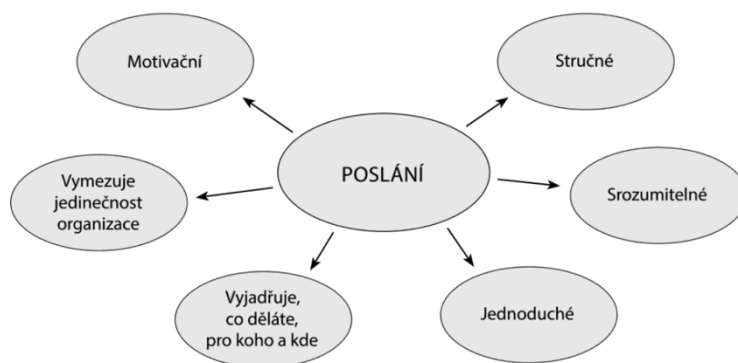 Motivační
Stručné
POSLÁNÍ
Vymezuje
jedinečnost
organizace
Srozumitelné
Vyjadřuje,
co děláte,
pro koho a kde
Jednoduché